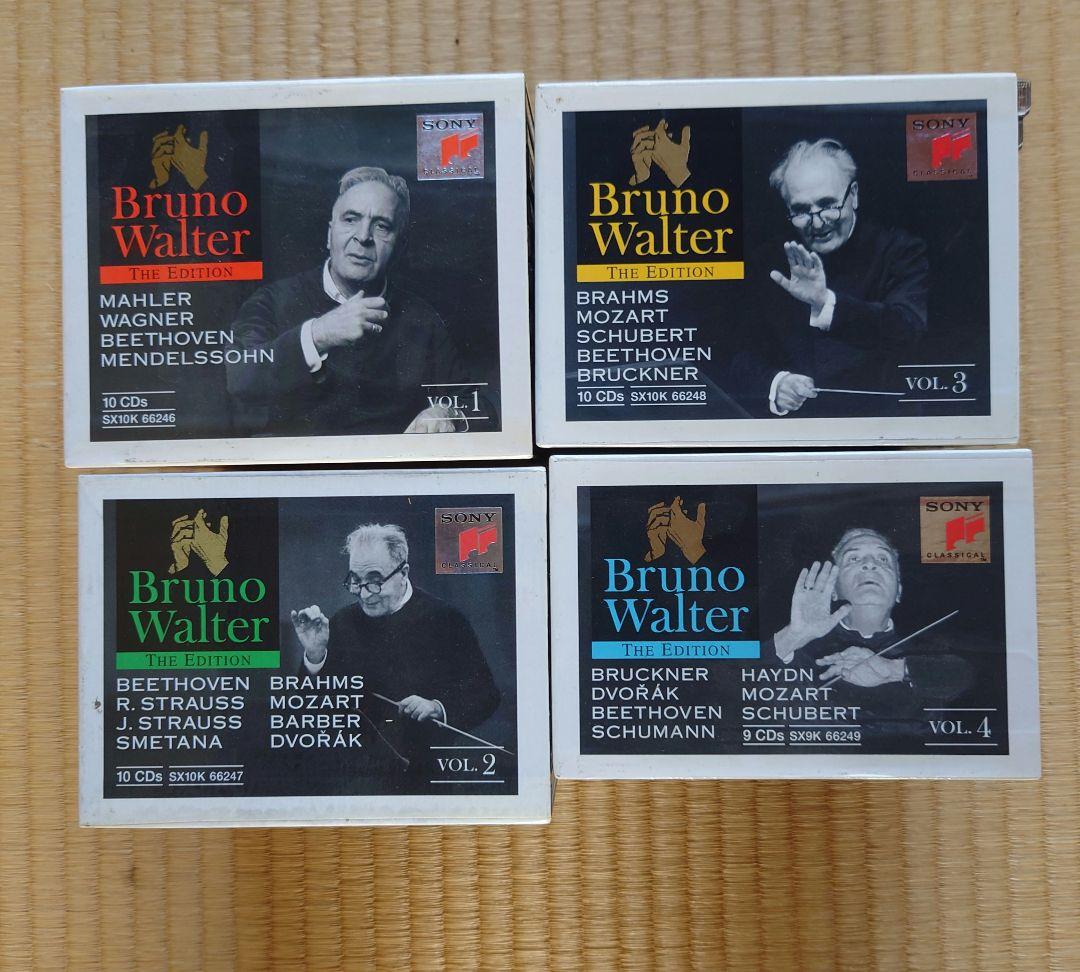 SONY
CLASSICAL
Bruno
Walter
THE EDITION
MAHLER
WAGNER
BEETHOVEN
MENDELSSOHN
10 CDs
SX10K 66246
VOL. 1
SONY
CLASSICAL
Bruno
Walter
THE EDITION
BRAHMS
MOZART
SCHUBERT
BEETHOVEN
BRUCKNER
10 CDs SX10K 66248
VOL. 3
SONY
CLASSICAL
Bruno
Walter
THE EDITION
BEETHOVEN BRAHMS
R. STRAUSS MOZART
J. STRAUSS BARBER
SMETANA DVOŘÁK
10 CDs SX10K 66247
VOL. 2
SONY
CLASSICAL
Bruno
Walter
THE EDITION
BRUCKNER HAYDN
DVOŘÁK MOZART
BEETHOVEN SCHUBERT
SCHUMANN 9 CDs SX9K 66249
VOL. 4